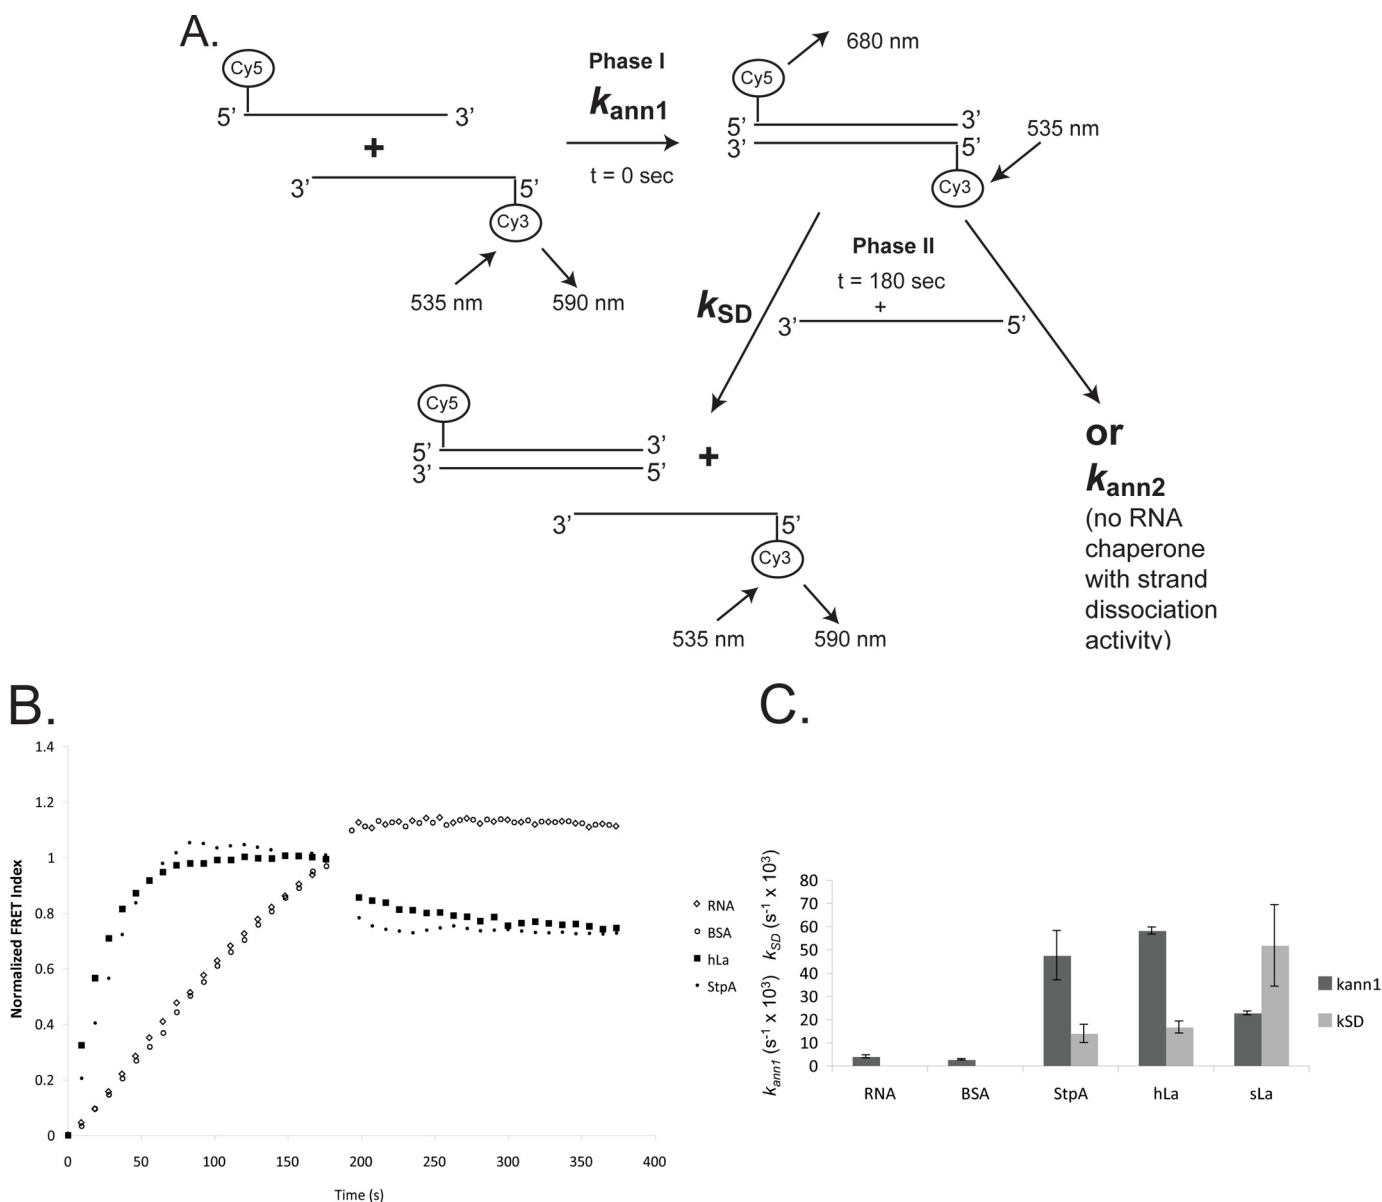 A.
Cy5
5’ 3’
+
3’ 5’
Cy3
535 nm 590 nm
Phase I
kann1
t = 0 sec
680 nm
Cy5
5’ 3’
3’ 5’
535 nm
Cy3
Phase II
t = 180 sec
+
3’ 5’
kSD
or
kann2
(no RNA
chaperone
with strand
dissociation
activity)
Cy5
5’ 3’
3’ 5’
+
3’ 5’
Cy3
535 nm 590 nm
B.
Normalized FRET Index
1.4
1.2
1
0.8
0.6
0.4
0.2
0
0 50 100 150 200 250 300 350 400
Time (s)
RNA
BSA
hLa
StpA
C.
kann1 (s-1 x 103) kSD (s-1 x 103)
80
70
60
50
40
30
20
10
0
RNA BSA StpA hLa sLa
kann1
kSD